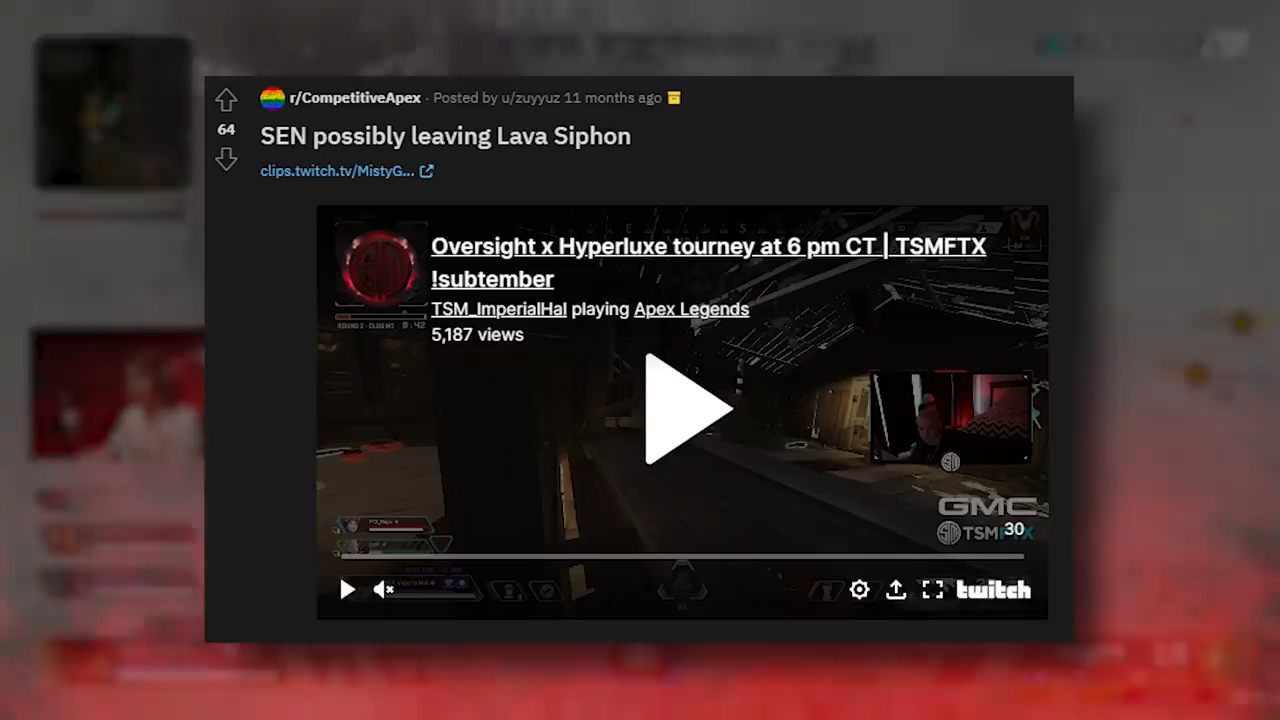 r/CompetitiveApex · Posted by u/zuyyuz 11 months ago
64
SEN possibly leaving Lava Siphon
clips.twitch.tv/MistyG...
Oversight x Hyperluxe tourney at 6 pm CT | TSMFTX
!subtember
TSM_ImperialHal playing Apex Legends
5,187 views
GMC
TSMFTX
30
twitch